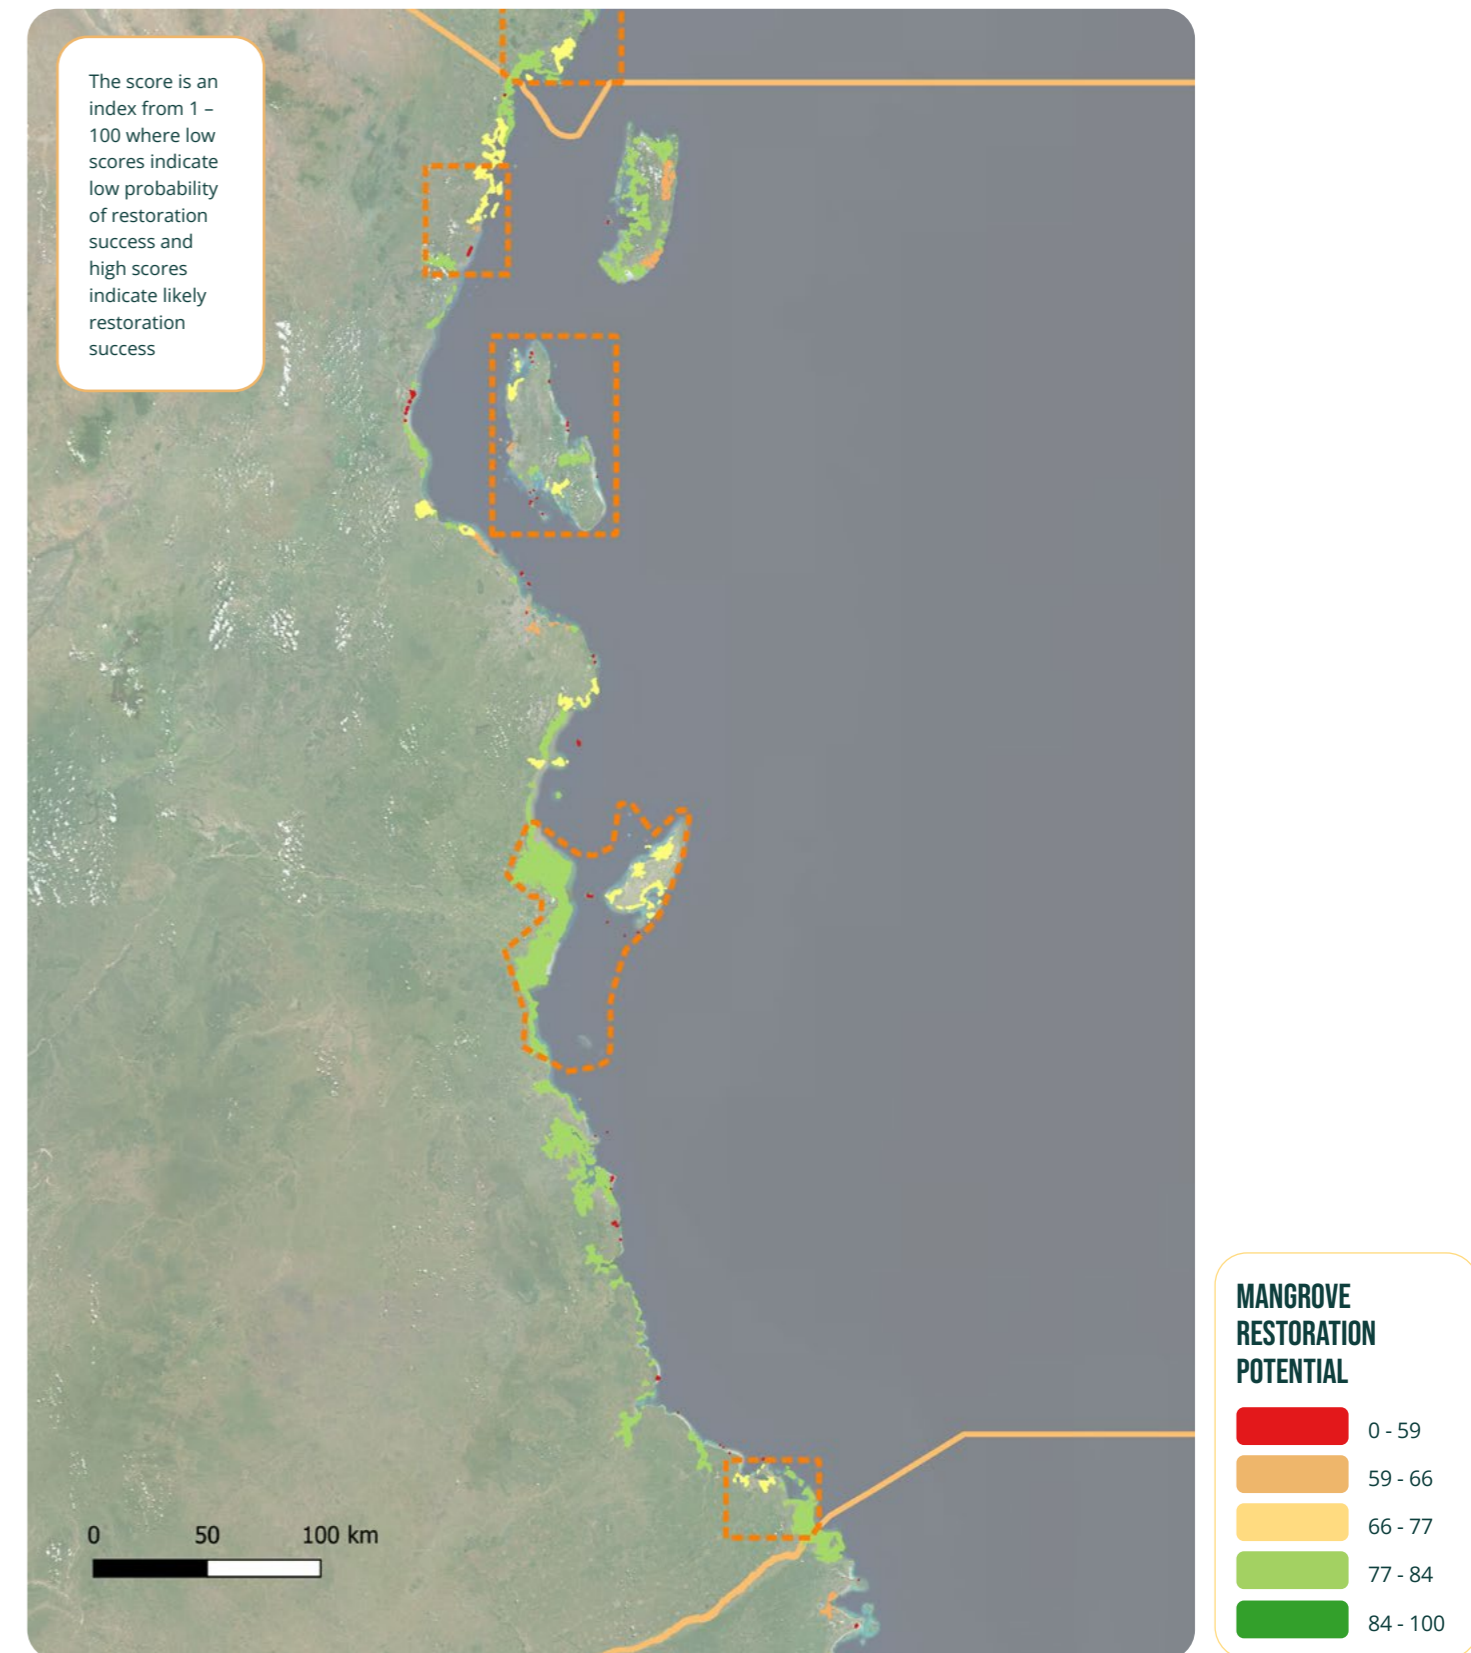 The score is an
index from 1 –
100 where low
scores indicate
low probability
of restoration
success and
high scores
indicate likely
restoration
success
MANGROVE
RESTORATION
POTENTIAL
0 - 59
59 - 66
66 - 77
77 - 84
84 - 100
0 50 100 km